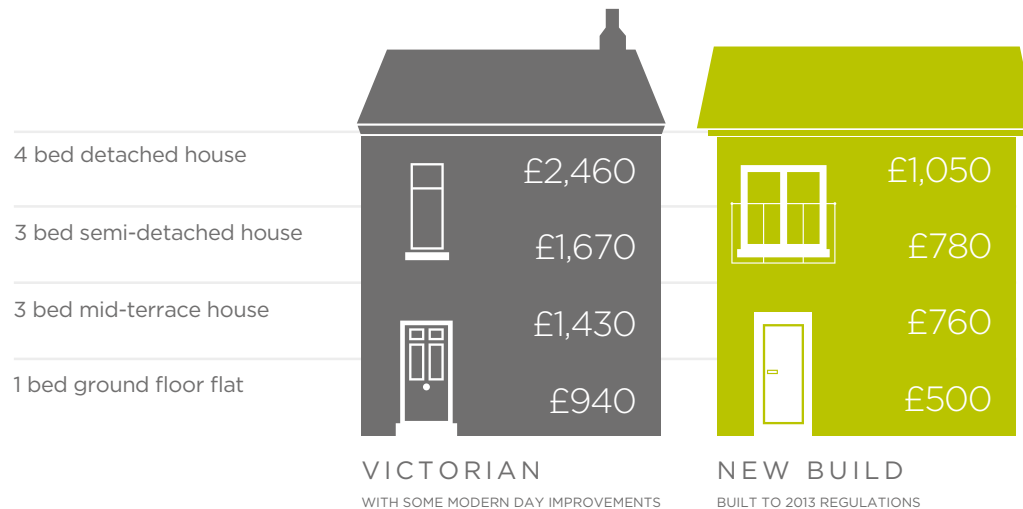 4 bed detached house £2,460 £1,050
3 bed semi-detached house £1,670 £780
3 bed mid-terrace house £1,430 £760
1 bed ground floor flat £940 £500
VICTORIAN NEW BUILD
WITH SOME MODERN DAY IMPROVEMENTS BUILT TO 2013 REGULATIONS